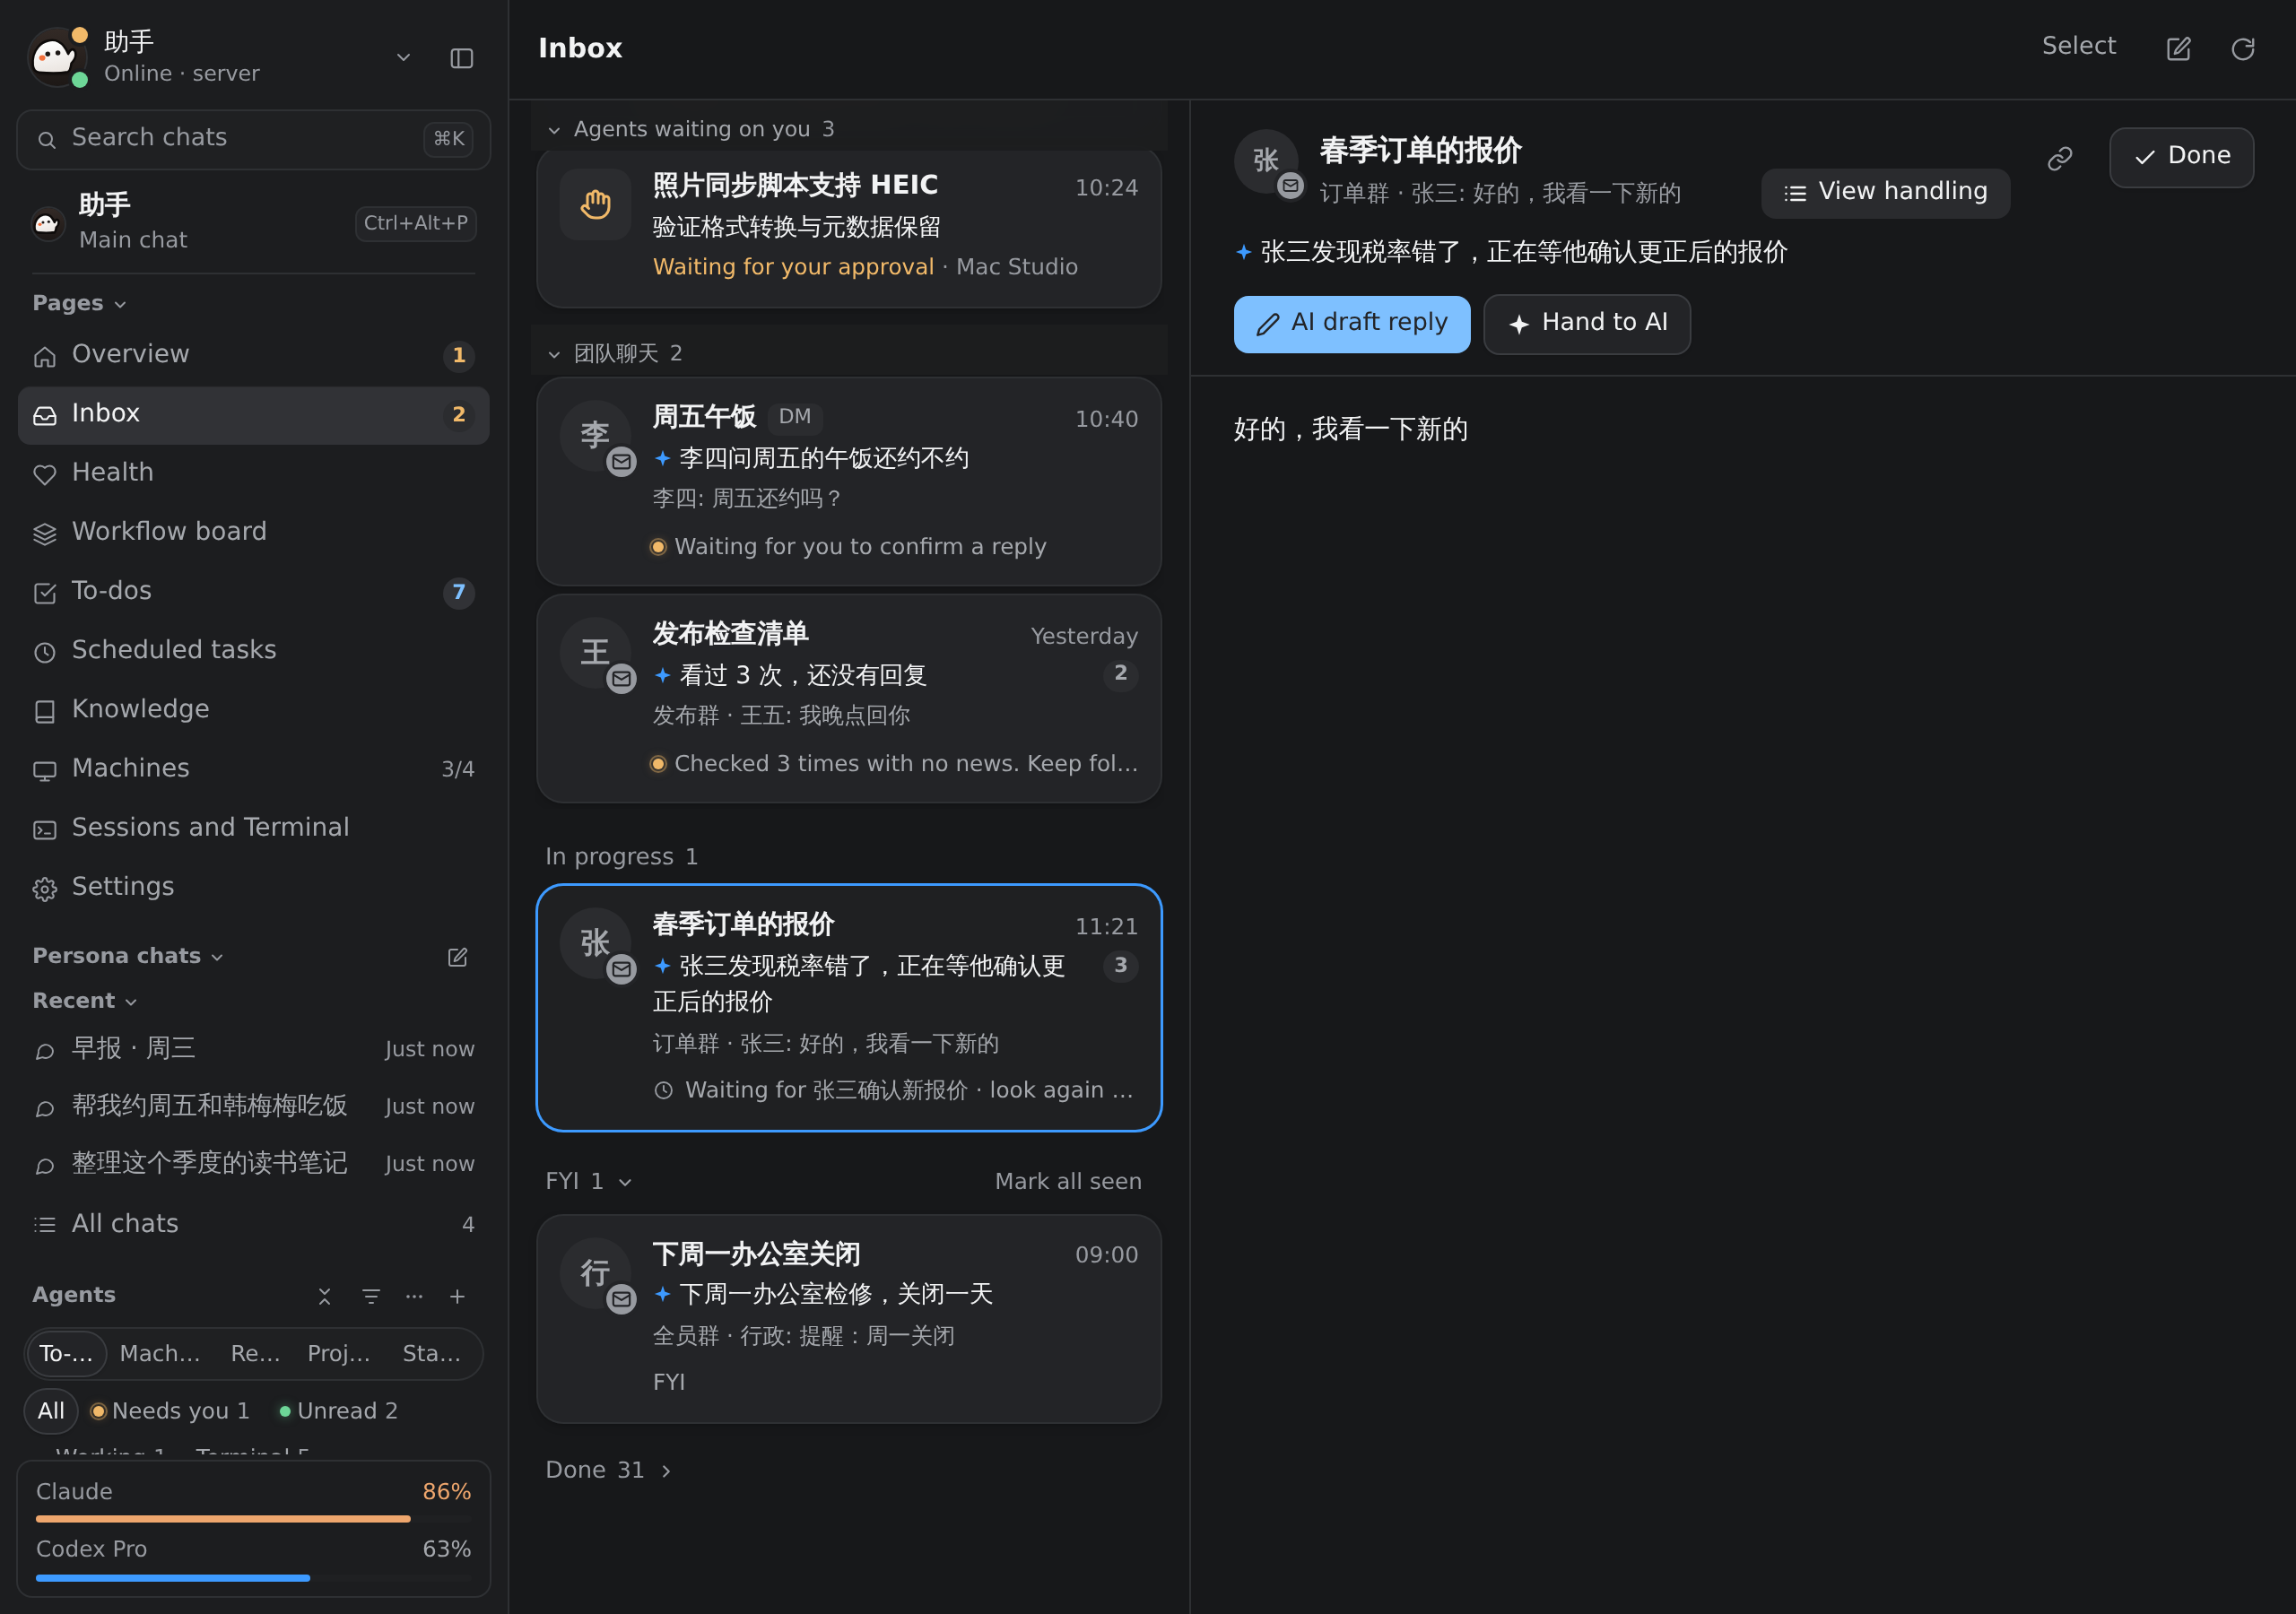 助手
Online · server
Search chats
⌘K
助手
Main chat
Ctrl+Alt+P
Pages
Overview
1
Inbox
2
Health
Workflow board
To-dos
7
Scheduled tasks
Knowledge
Machines
3/4
Sessions and Terminal
Settings
Persona chats
Recent
早报 · 周三
Just now
帮我约周五和韩梅梅吃饭
Just now
整理这个季度的读书笔记
Just now
All chats
4
Agents
To-...
Mach...
Re...
Proj...
Sta...
All
Needs you 1
Unread 2
Working 1
Terminal 5
Claude
86%
Codex Pro
63%
Inbox
Select
Agents waiting on you 3
照片同步脚本支持 HEIC
10:24
验证格式转换与元数据保留
Waiting for your approval · Mac Studio
团队聊天 2
李
周五午饭
DM
10:40
李四问周五的午饭还约不约
李四: 周五还约吗？
Waiting for you to confirm a reply
王
发布检查清单
Yesterday
看过 3 次，还没有回复
2
发布群 · 王五: 我晚点回你
Checked 3 times with no news. Keep fol...
In progress 1
张
春季订单的报价
11:21
张三发现税率错了，正在等他确认更
正后的报价
3
订单群 · 张三: 好的，我看一下新的
Waiting for 张三确认新报价 · look again ...
FYI 1
Mark all seen
行
下周一办公室关闭
09:00
下周一办公室检修，关闭一天
全员群 · 行政: 提醒：周一关闭
FYI
Done 31
张
春季订单的报价
订单群 · 张三: 好的，我看一下新的
View handling
Done
张三发现税率错了，正在等他确认更正后的报价
AI draft reply
Hand to AI
好的，我看一下新的